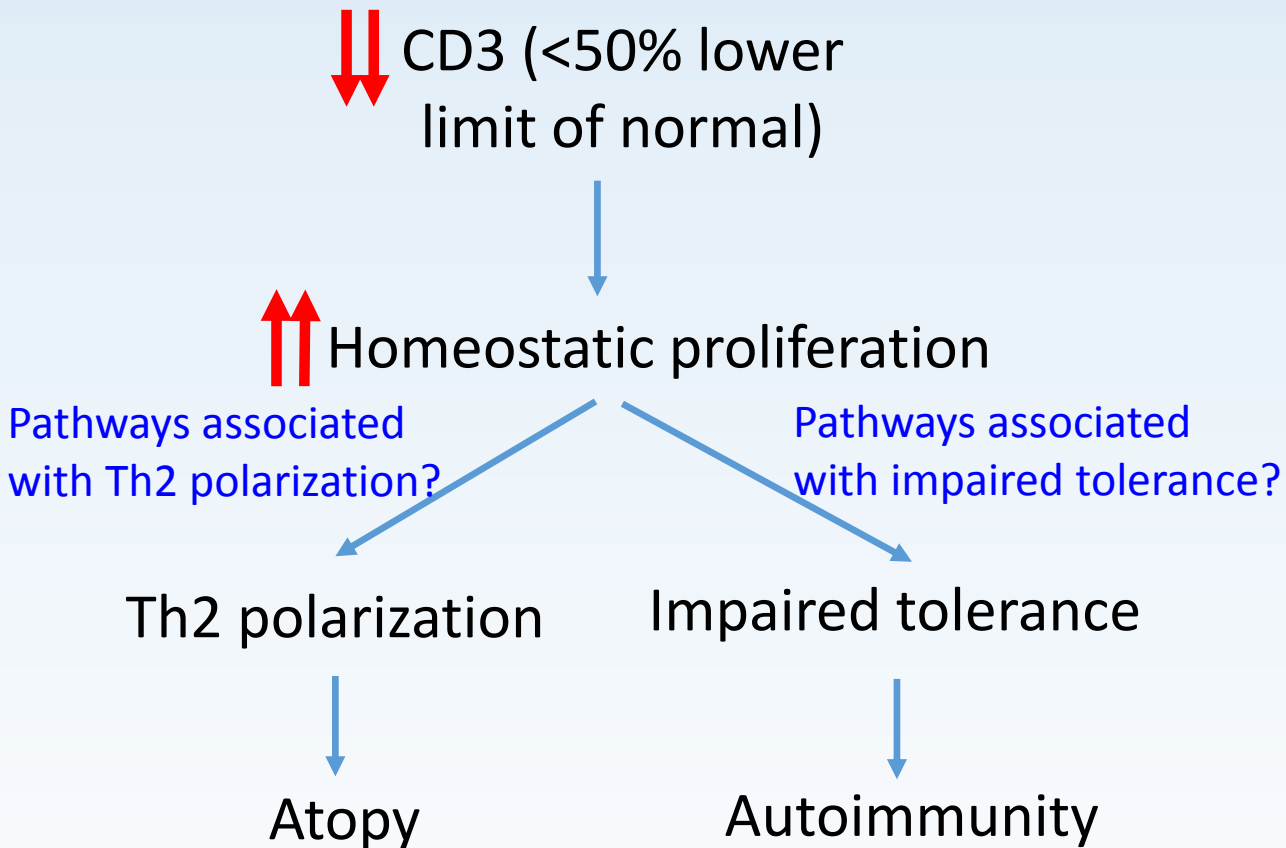 CD3 (<50% lower
limit of normal)
Homeostatic proliferation
Pathways associated
with Th2 polarization?
Pathways associated
with impaired tolerance?
Th2 polarization
Impaired tolerance
Atopy
Autoimmunity